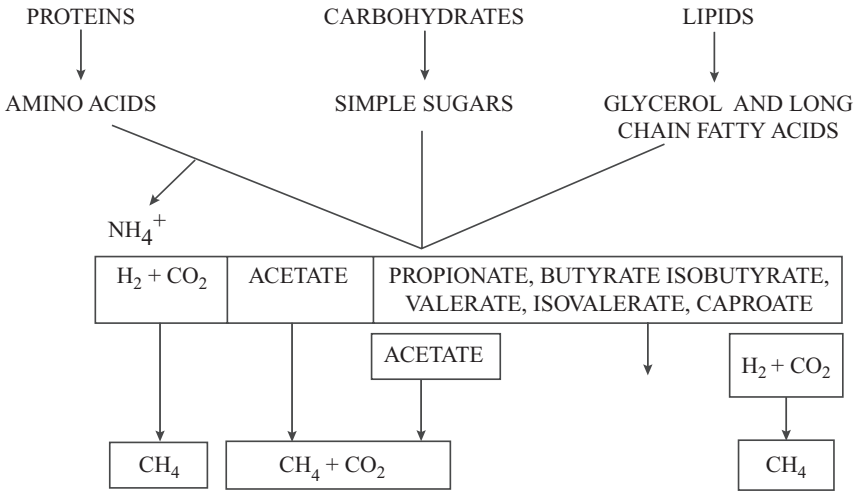 PROTEINS CARBOHYDRATES LIPIDS
AMINO ACIDS SIMPLE SUGARS GLYCEROL AND LONG
CHAIN FATTY ACIDS
NH₄⁺
H₂ + CO₂ ACETATE PROPIONATE, BUTYRATE ISOBUTYRATE,
VALERATE, ISOVALERATE, CAPROATE
ACETATE H₂ + CO₂
CH₄ CH₄ + CO₂ CH₄